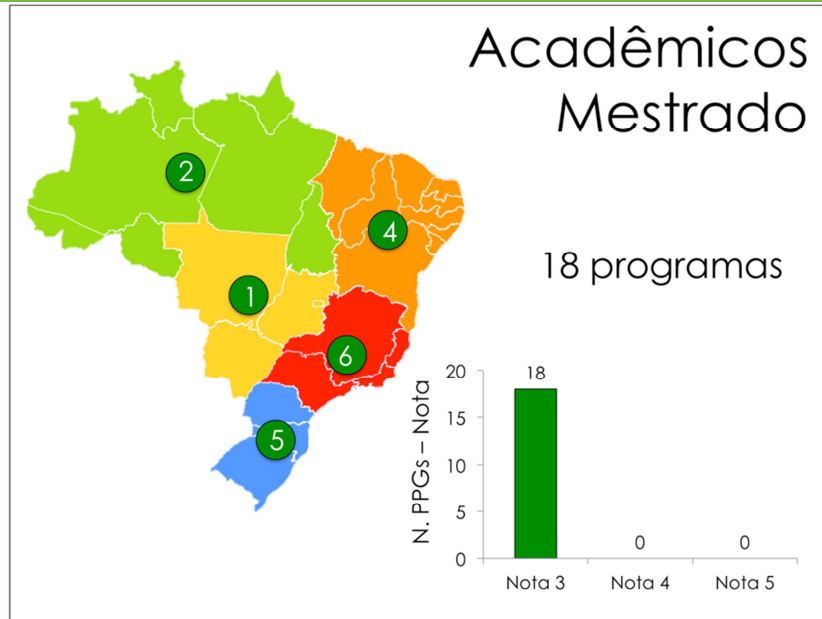 Acadêmicos
Mestrado
2
4
18 programas
1
6
5
N. PPGs – Nota
20
15
10
5
0
18
0
0
Nota 3
Nota 4
Nota 5